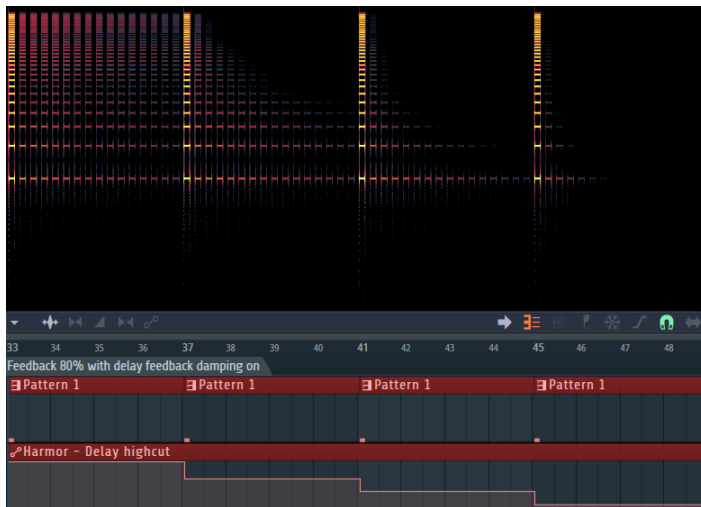 33 34 35 36 37 38 39 40 41 42 43 44 45 46 47 48
Feedback 80% with delay feedback damping on
Pattern 1 Pattern 1 Pattern 1 Pattern 1
Harmor - Delay highcut